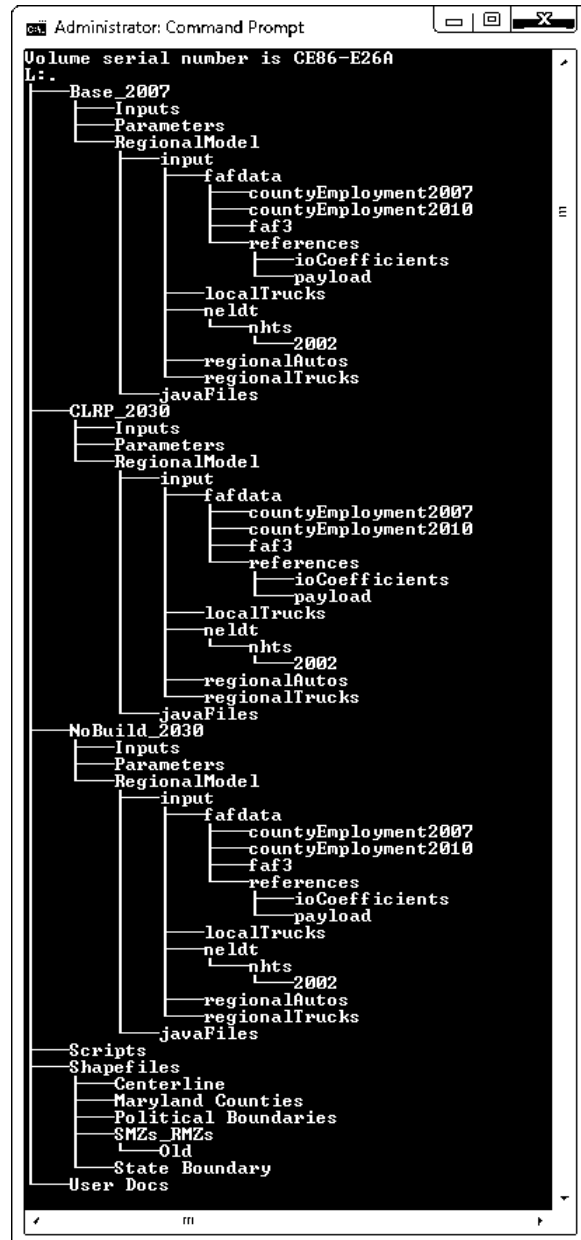 Administrator: Command Prompt
Volume serial number is CE86-E26A
L:.
Base_2007
Inputs
Parameters
RegionalModel
input
fafdata
countyEmployment2007
countyEmployment2010
faf3
references
ioCoefficients
payload
localTrucks
neldt
nhts
2002
regionalAutos
regionalTrucks
javaFiles
CLRP_2030
Inputs
Parameters
RegionalModel
input
fafdata
countyEmployment2007
countyEmployment2010
faf3
references
ioCoefficients
payload
localTrucks
neldt
nhts
2002
regionalAutos
regionalTrucks
javaFiles
NoBuild_2030
Inputs
Parameters
RegionalModel
input
fafdata
countyEmployment2007
countyEmployment2010
faf3
references
ioCoefficients
payload
localTrucks
neldt
nhts
2002
regionalAutos
regionalTrucks
javaFiles
Scripts
Shapefiles
Centerline
Maryland Counties
Political Boundaries
SMZs_RMZs
Old
State Boundary
User Docs